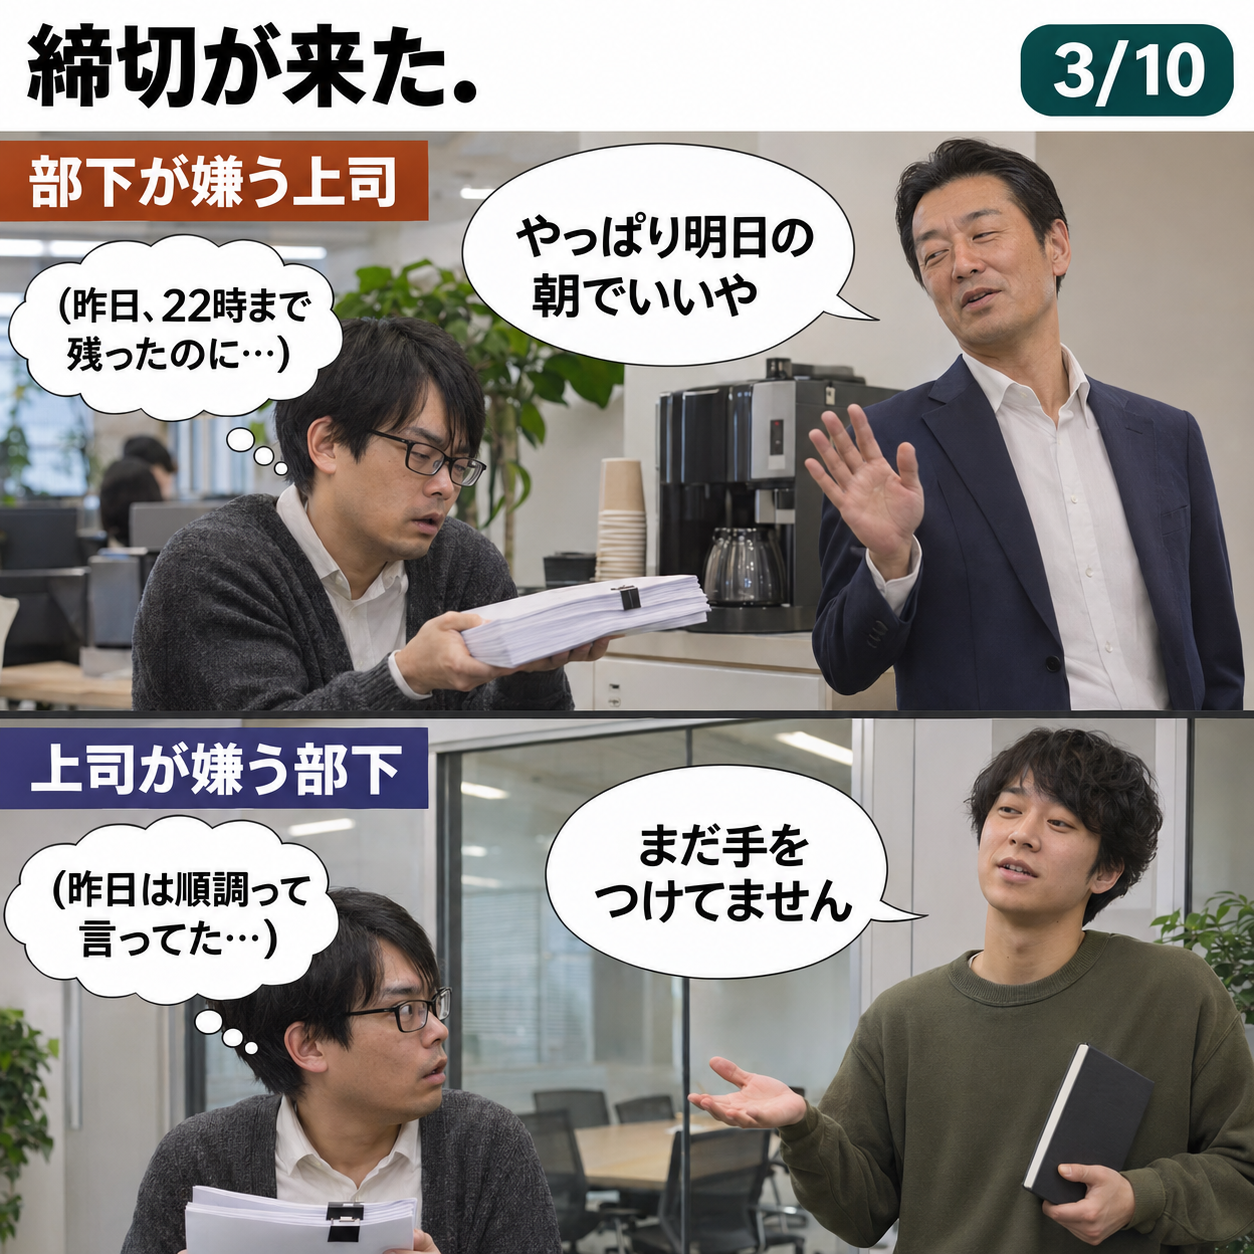 締切が来た.
3/10
部下が嫌う上司
やっぱり明日の
朝でいいや
(昨日、22時まで
残ったのに…)
上司が嫌う部下
まだ手を
つけてません
(昨日は順調って
言ってた…)